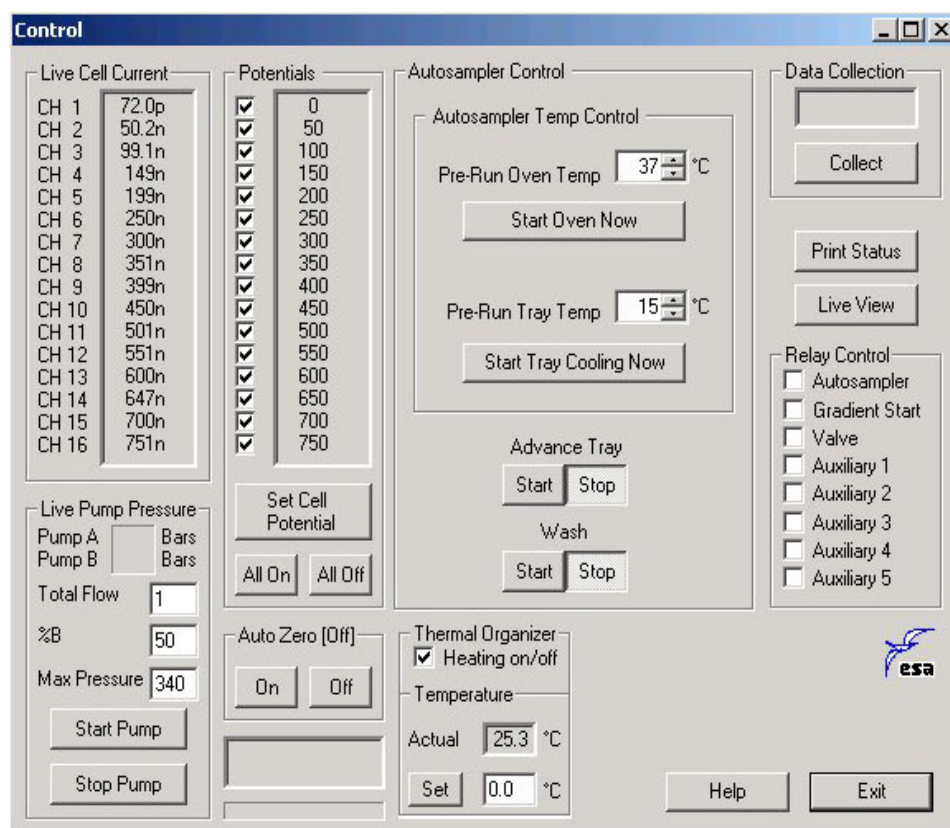 Control
Live Cell Current
CH 1 72.0p
CH 2 50.2n
CH 3 99.1n
CH 4 149n
CH 5 199n
CH 6 250n
CH 7 300n
CH 8 351n
CH 9 399n
CH 10 450n
CH 11 501n
CH 12 551n
CH 13 600n
CH 14 647n
CH 15 700n
CH 16 751n
Live Pump Pressure
Pump A Bars
Pump B Bars
Total Flow 1
%B 50
Max Pressure 340
Start Pump
Stop Pump
Potentials
0
50
100
150
200
250
300
350
400
450
500
550
600
650
700
750
Set Cell
Potential
All On All Off
Auto Zero [Off]
On Off
Autosampler Control
Autosampler Temp Control
Pre-Run Oven Temp 37 °C
Start Oven Now
Pre-Run Tray Temp 15 °C
Start Tray Cooling Now
Advance Tray
Start Stop
Wash
Start Stop
Thermal Organizer
Heating on/off
Temperature
Actual 25.3 °C
Set 0.0 °C
Data Collection
Collect
Print Status
Live View
Relay Control
Autosampler
Gradient Start
Valve
Auxiliary 1
Auxiliary 2
Auxiliary 3
Auxiliary 4
Auxiliary 5
esa
Help Exit